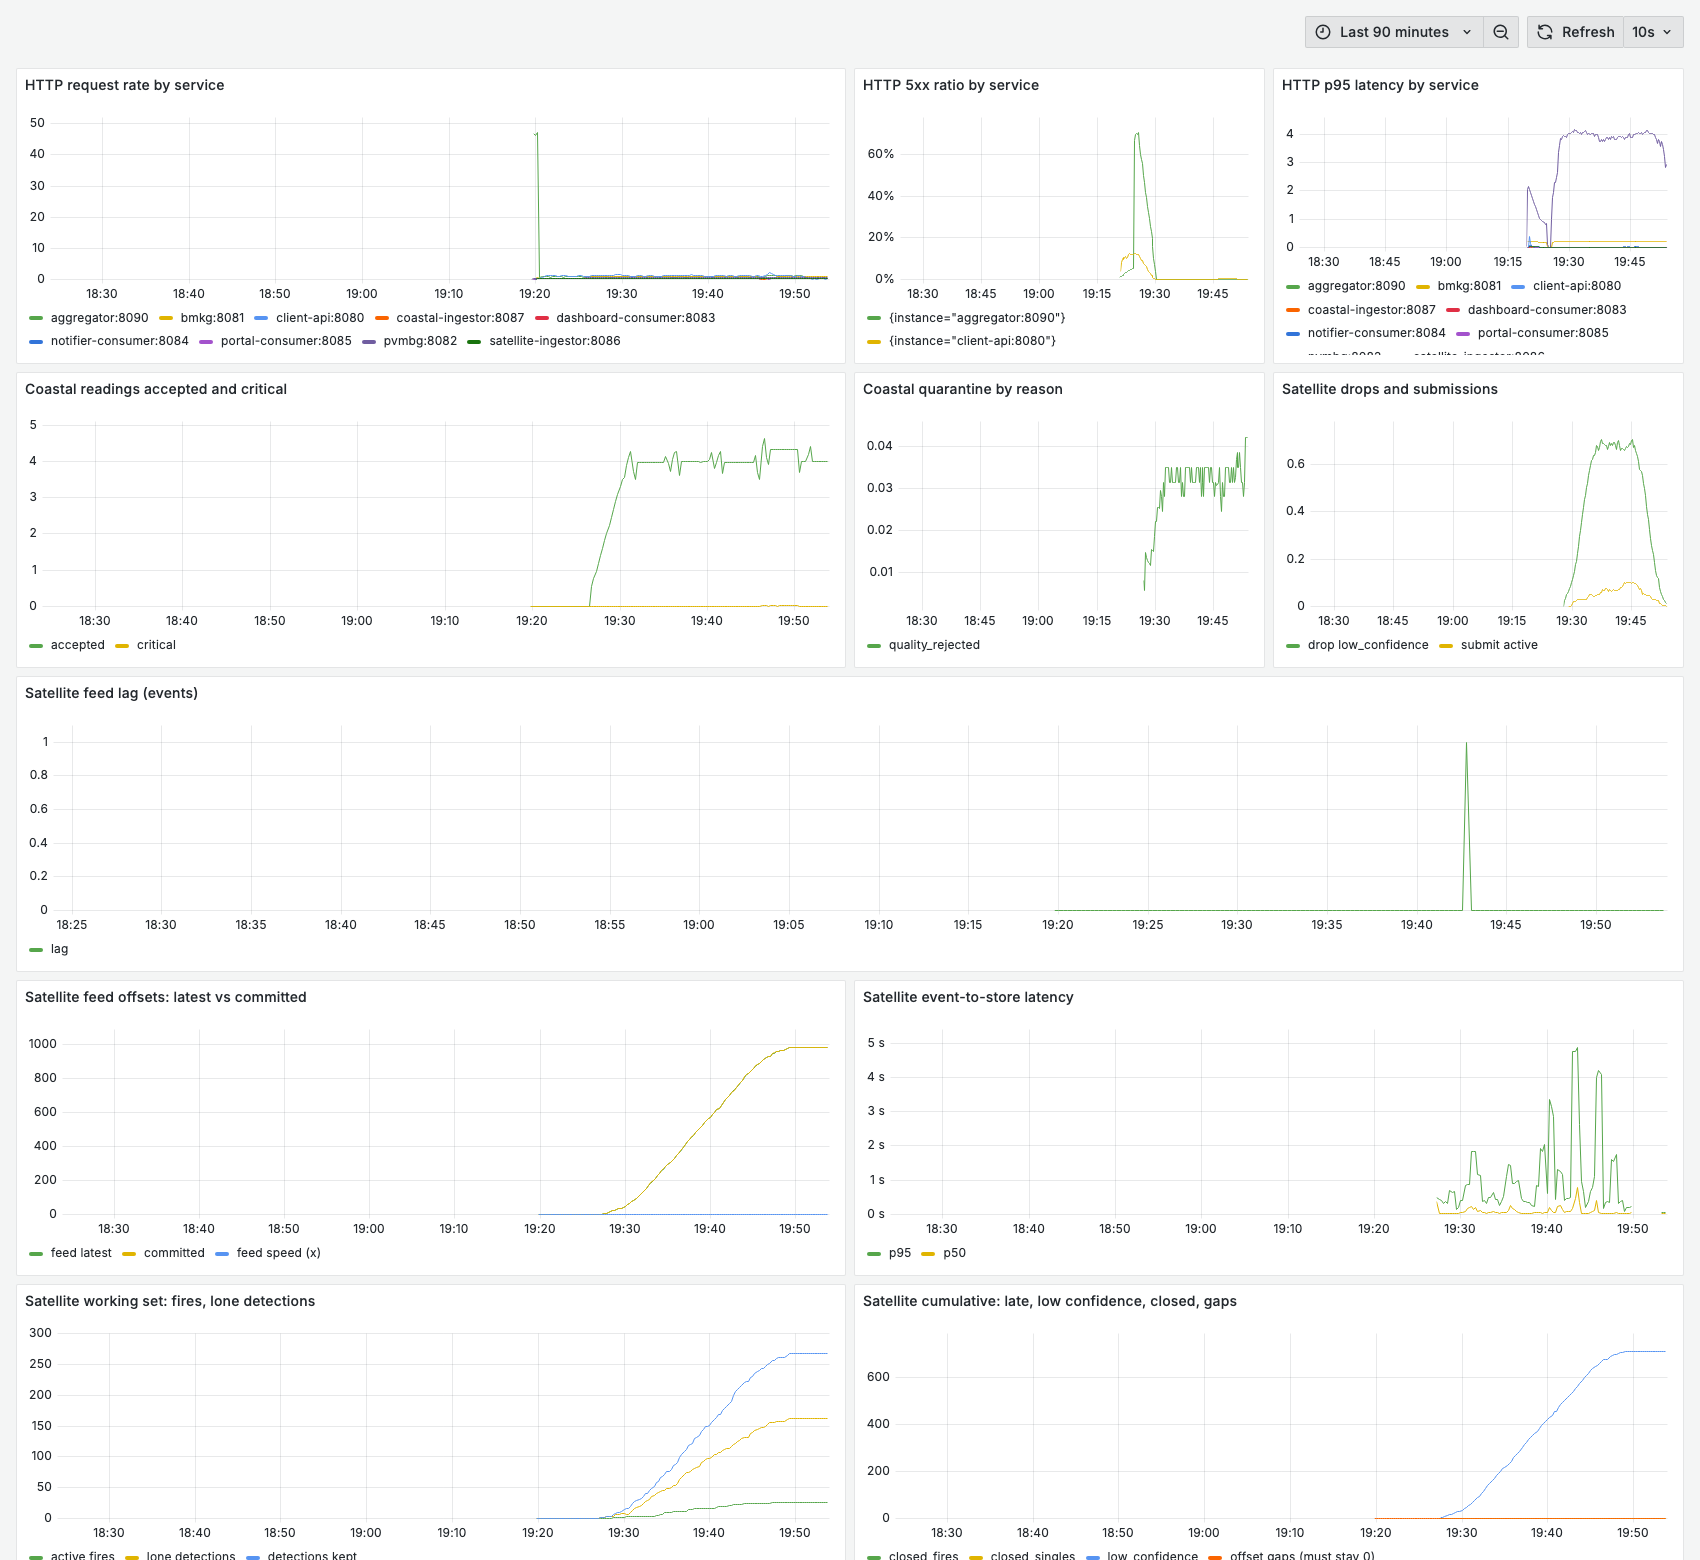 Last 90 minutes
Refresh
10s
HTTP request rate by service
50
40
30
20
10
0
18:30 18:40 18:50 19:00 19:10 19:20 19:30 19:40 19:50
aggregator:8090 bmkg:8081 client-api:8080 coastal-ingestor:8087 dashboard-consumer:8083
notifier-consumer:8084 portal-consumer:8085 pvmbg:8082 satellite-ingestor:8086
HTTP 5xx ratio by service
60%
40%
20%
0%
18:30 18:45 19:00 19:15 19:30 19:45
{instance="aggregator:8090"}
{instance="client-api:8080"}
HTTP p95 latency by service
4
3
2
1
0
18:30 18:45 19:00 19:15 19:30 19:45
aggregator:8090 bmkg:8081 client-api:8080
coastal-ingestor:8087 dashboard-consumer:8083
notifier-consumer:8084 portal-consumer:8085
pvmbg:8082 satellite-ingestor:8086
Coastal readings accepted and critical
5
4
3
2
1
0
18:30 18:40 18:50 19:00 19:10 19:20 19:30 19:40 19:50
accepted critical
Coastal quarantine by reason
0.04
0.03
0.02
0.01
18:30 18:45 19:00 19:15 19:30 19:45
quality_rejected
Satellite drops and submissions
0.6
0.4
0.2
0
18:30 18:45 19:00 19:15 19:30 19:45
drop low_confidence submit active
Satellite feed lag (events)
1
0.8
0.6
0.4
0.2
0
18:25 18:30 18:35 18:40 18:45 18:50 18:55 19:00 19:05 19:10 19:15 19:20 19:25 19:30 19:35 19:40 19:45 19:50
lag
Satellite feed offsets: latest vs committed
1000
800
600
400
200
0
18:30 18:40 18:50 19:00 19:10 19:20 19:30 19:40 19:50
feed latest committed feed speed (x)
Satellite event-to-store latency
5 s
4 s
3 s
2 s
1 s
0 s
18:30 18:40 18:50 19:00 19:10 19:20 19:30 19:40 19:50
p95 p50
Satellite working set: fires, lone detections
300
250
200
150
100
50
0
18:30 18:40 18:50 19:00 19:10 19:20 19:30 19:40 19:50
active fires lone detections detections kept
Satellite cumulative: late, low confidence, closed, gaps
600
400
200
0
18:30 18:40 18:50 19:00 19:10 19:20 19:30 19:40 19:50
closed_fires closed_singles low_confidence offset gaps (must stay 0)